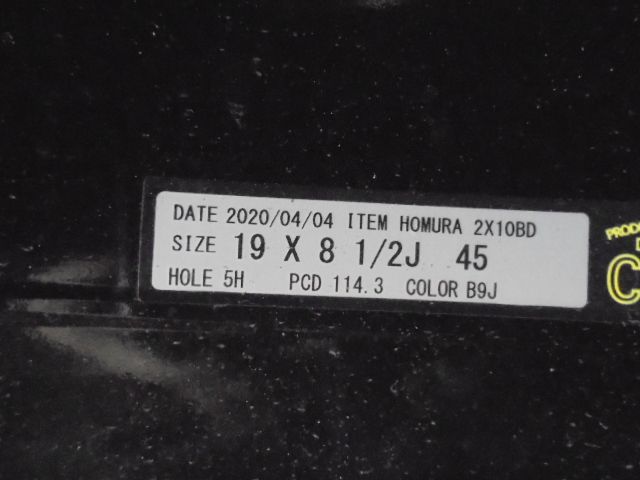 DATE 2020/04/04 ITEM HOMURA 2X10BD
SIZE 19 X 8 1/2J 45
HOLE 5H PCD 114.3 COLOR B9J